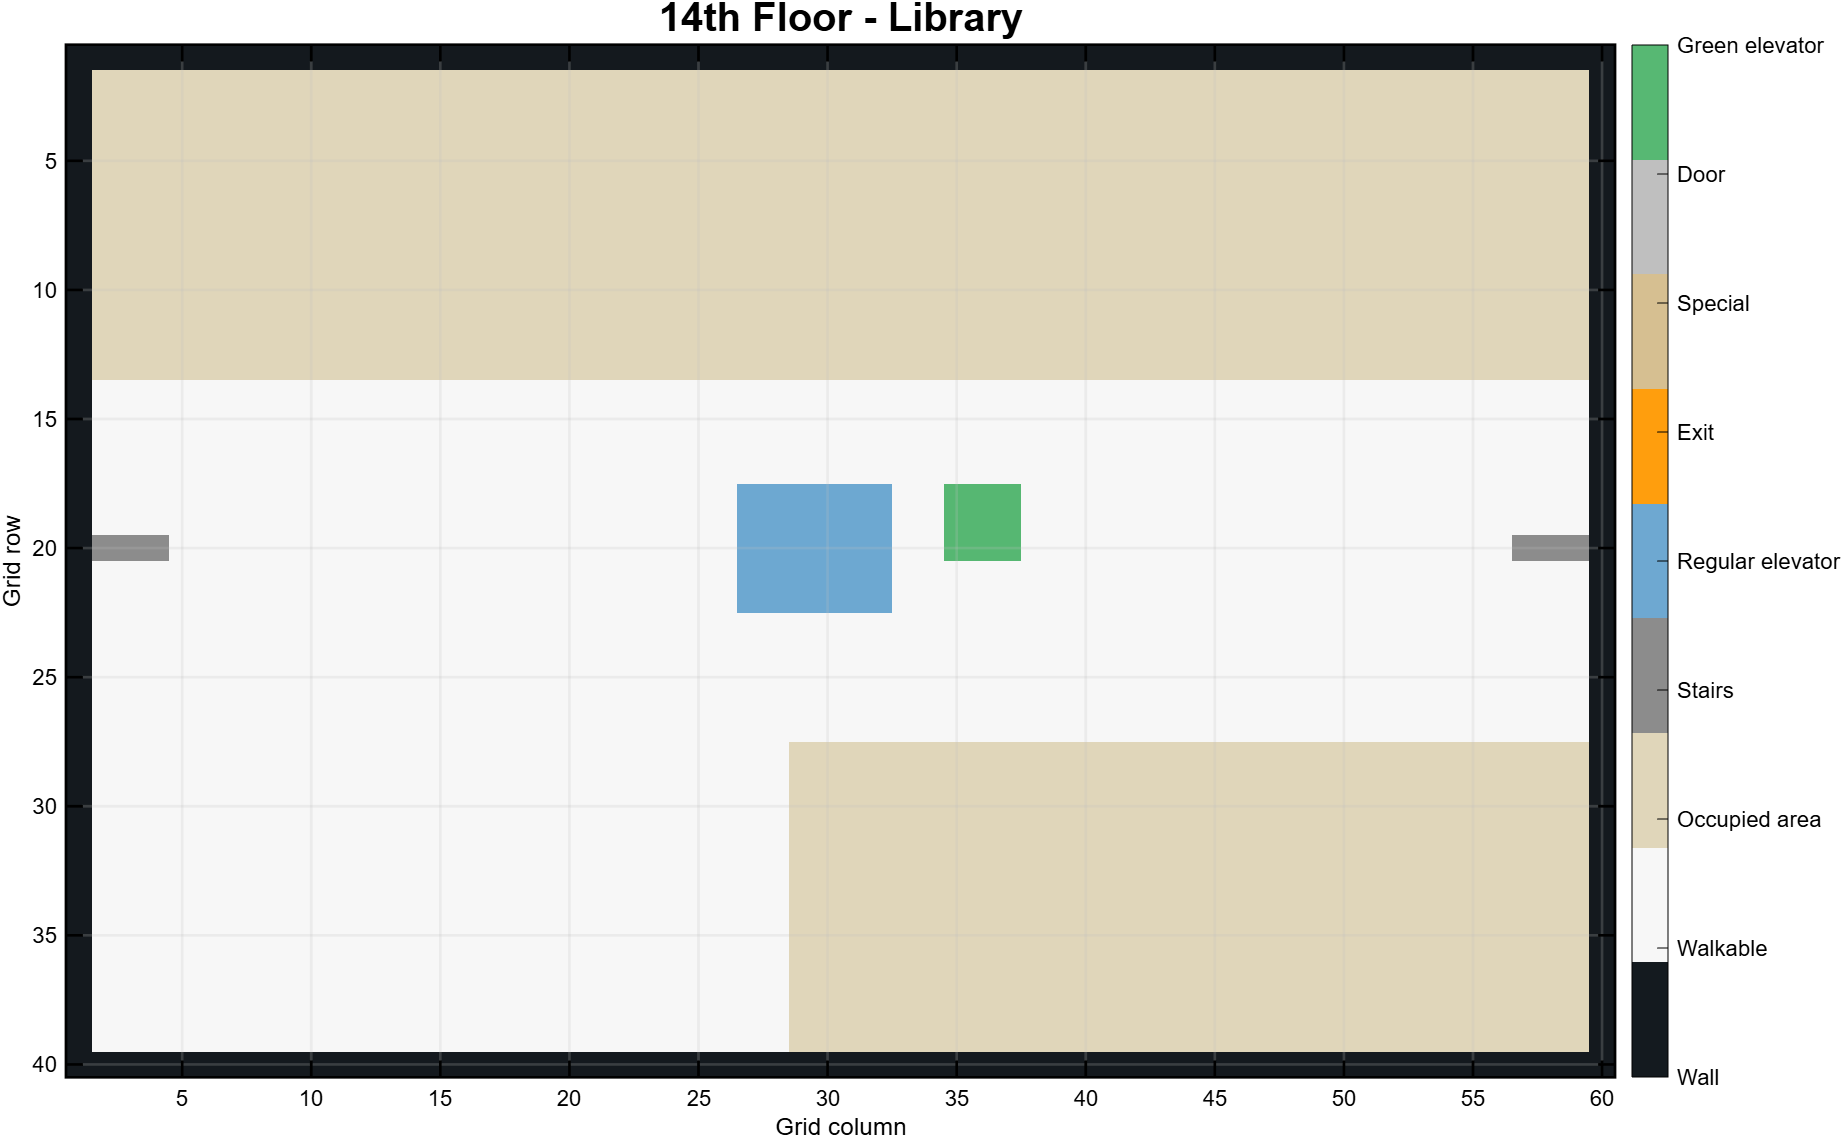 14th Floor - Library
Green elevator
Door
Special
Exit
Regular elevator
Stairs
Occupied area
Walkable
Wall
Grid row
5
10
15
20
25
30
35
40
5 10 15 20 25 30 35 40 45 50 55 60
Grid column